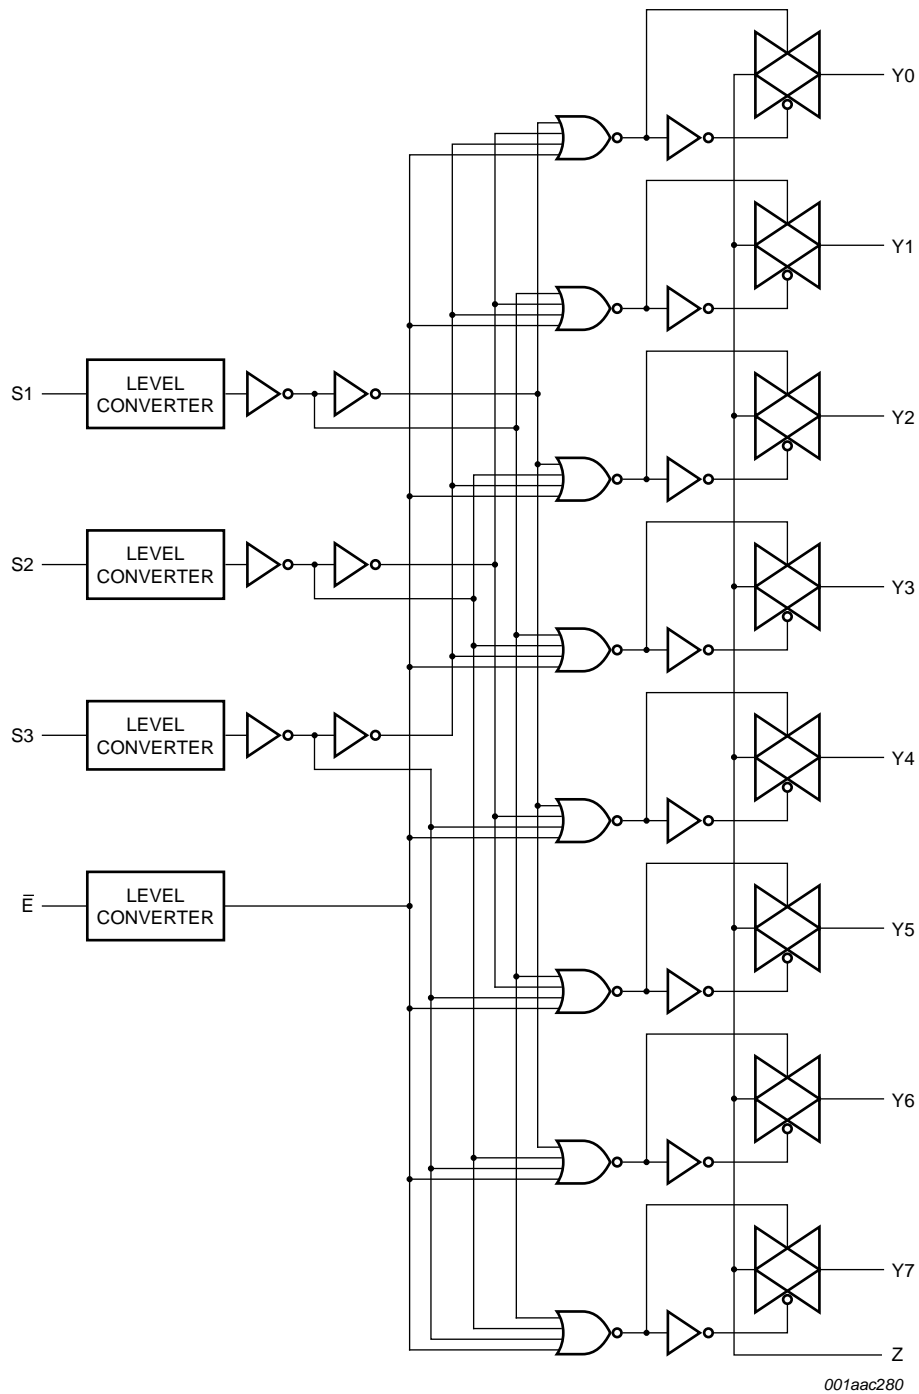 Y0
Y1
S1
LEVEL
CONVERTER
Y2
S2
LEVEL
CONVERTER
Y3
S3
LEVEL
CONVERTER
Y4
E̅
LEVEL
CONVERTER
Y5
Y6
Y7
Z
001aac280